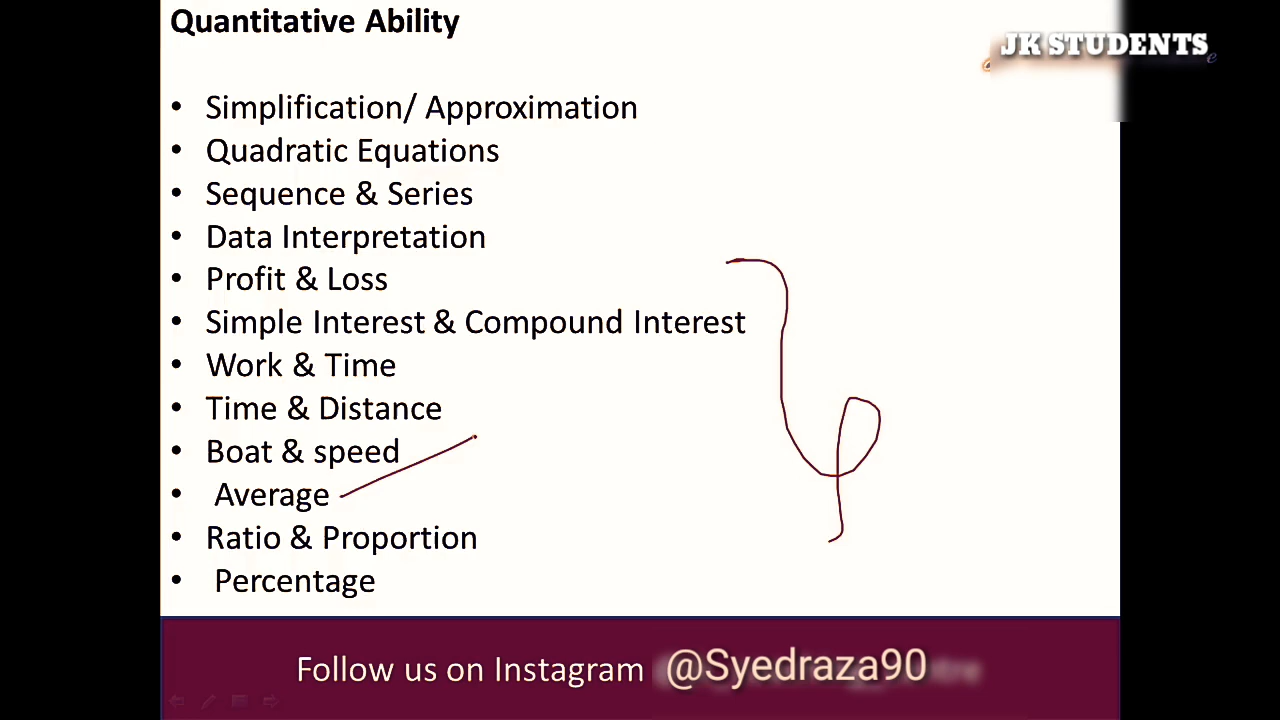 Quantitative Ability
JK STUDENTS
• Simplification/ Approximation
• Quadratic Equations
• Sequence & Series
• Data Interpretation
• Profit & Loss
• Simple Interest & Compound Interest
• Work & Time
• Time & Distance
• Boat & speed
• Average
• Ratio & Proportion
• Percentage
Follow us on Instagram @Syedraza90